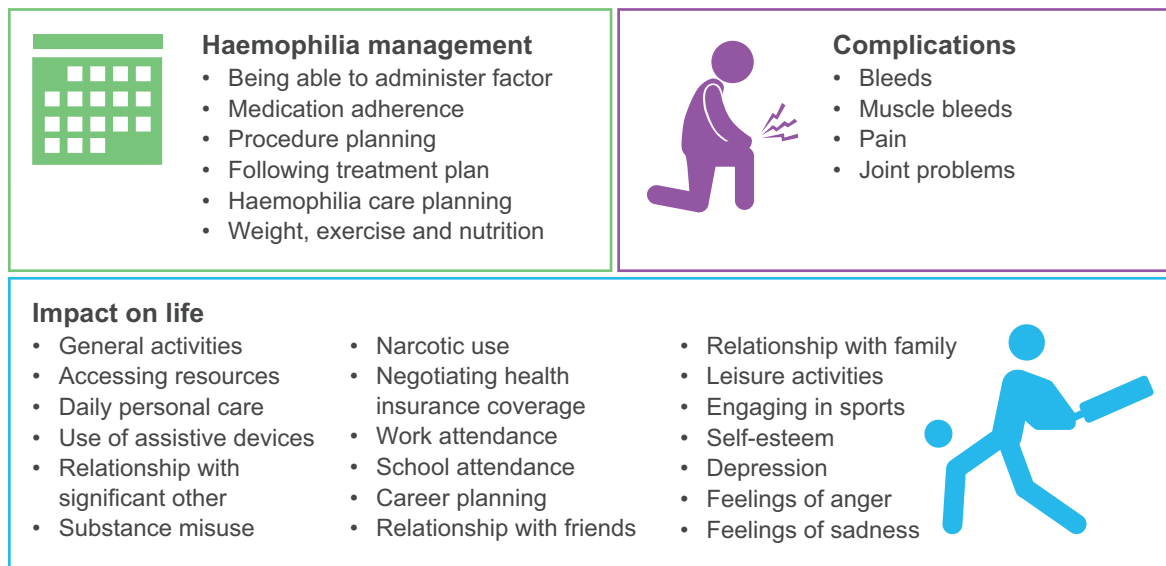 Haemophilia management
• Being able to administer factor
• Medication adherence
• Procedure planning
• Following treatment plan
• Haemophilia care planning
• Weight, exercise and nutrition
Complications
• Bleeds
• Muscle bleeds
• Pain
• Joint problems
Impact on life
• General activities
• Accessing resources
• Daily personal care
• Use of assistive devices
• Relationship with
significant other
• Substance misuse
• Narcotic use
• Negotiating health
insurance coverage
• Work attendance
• School attendance
• Career planning
• Relationship with friends
• Relationship with family
• Leisure activities
• Engaging in sports
• Self-esteem
• Depression
• Feelings of anger
• Feelings of sadness